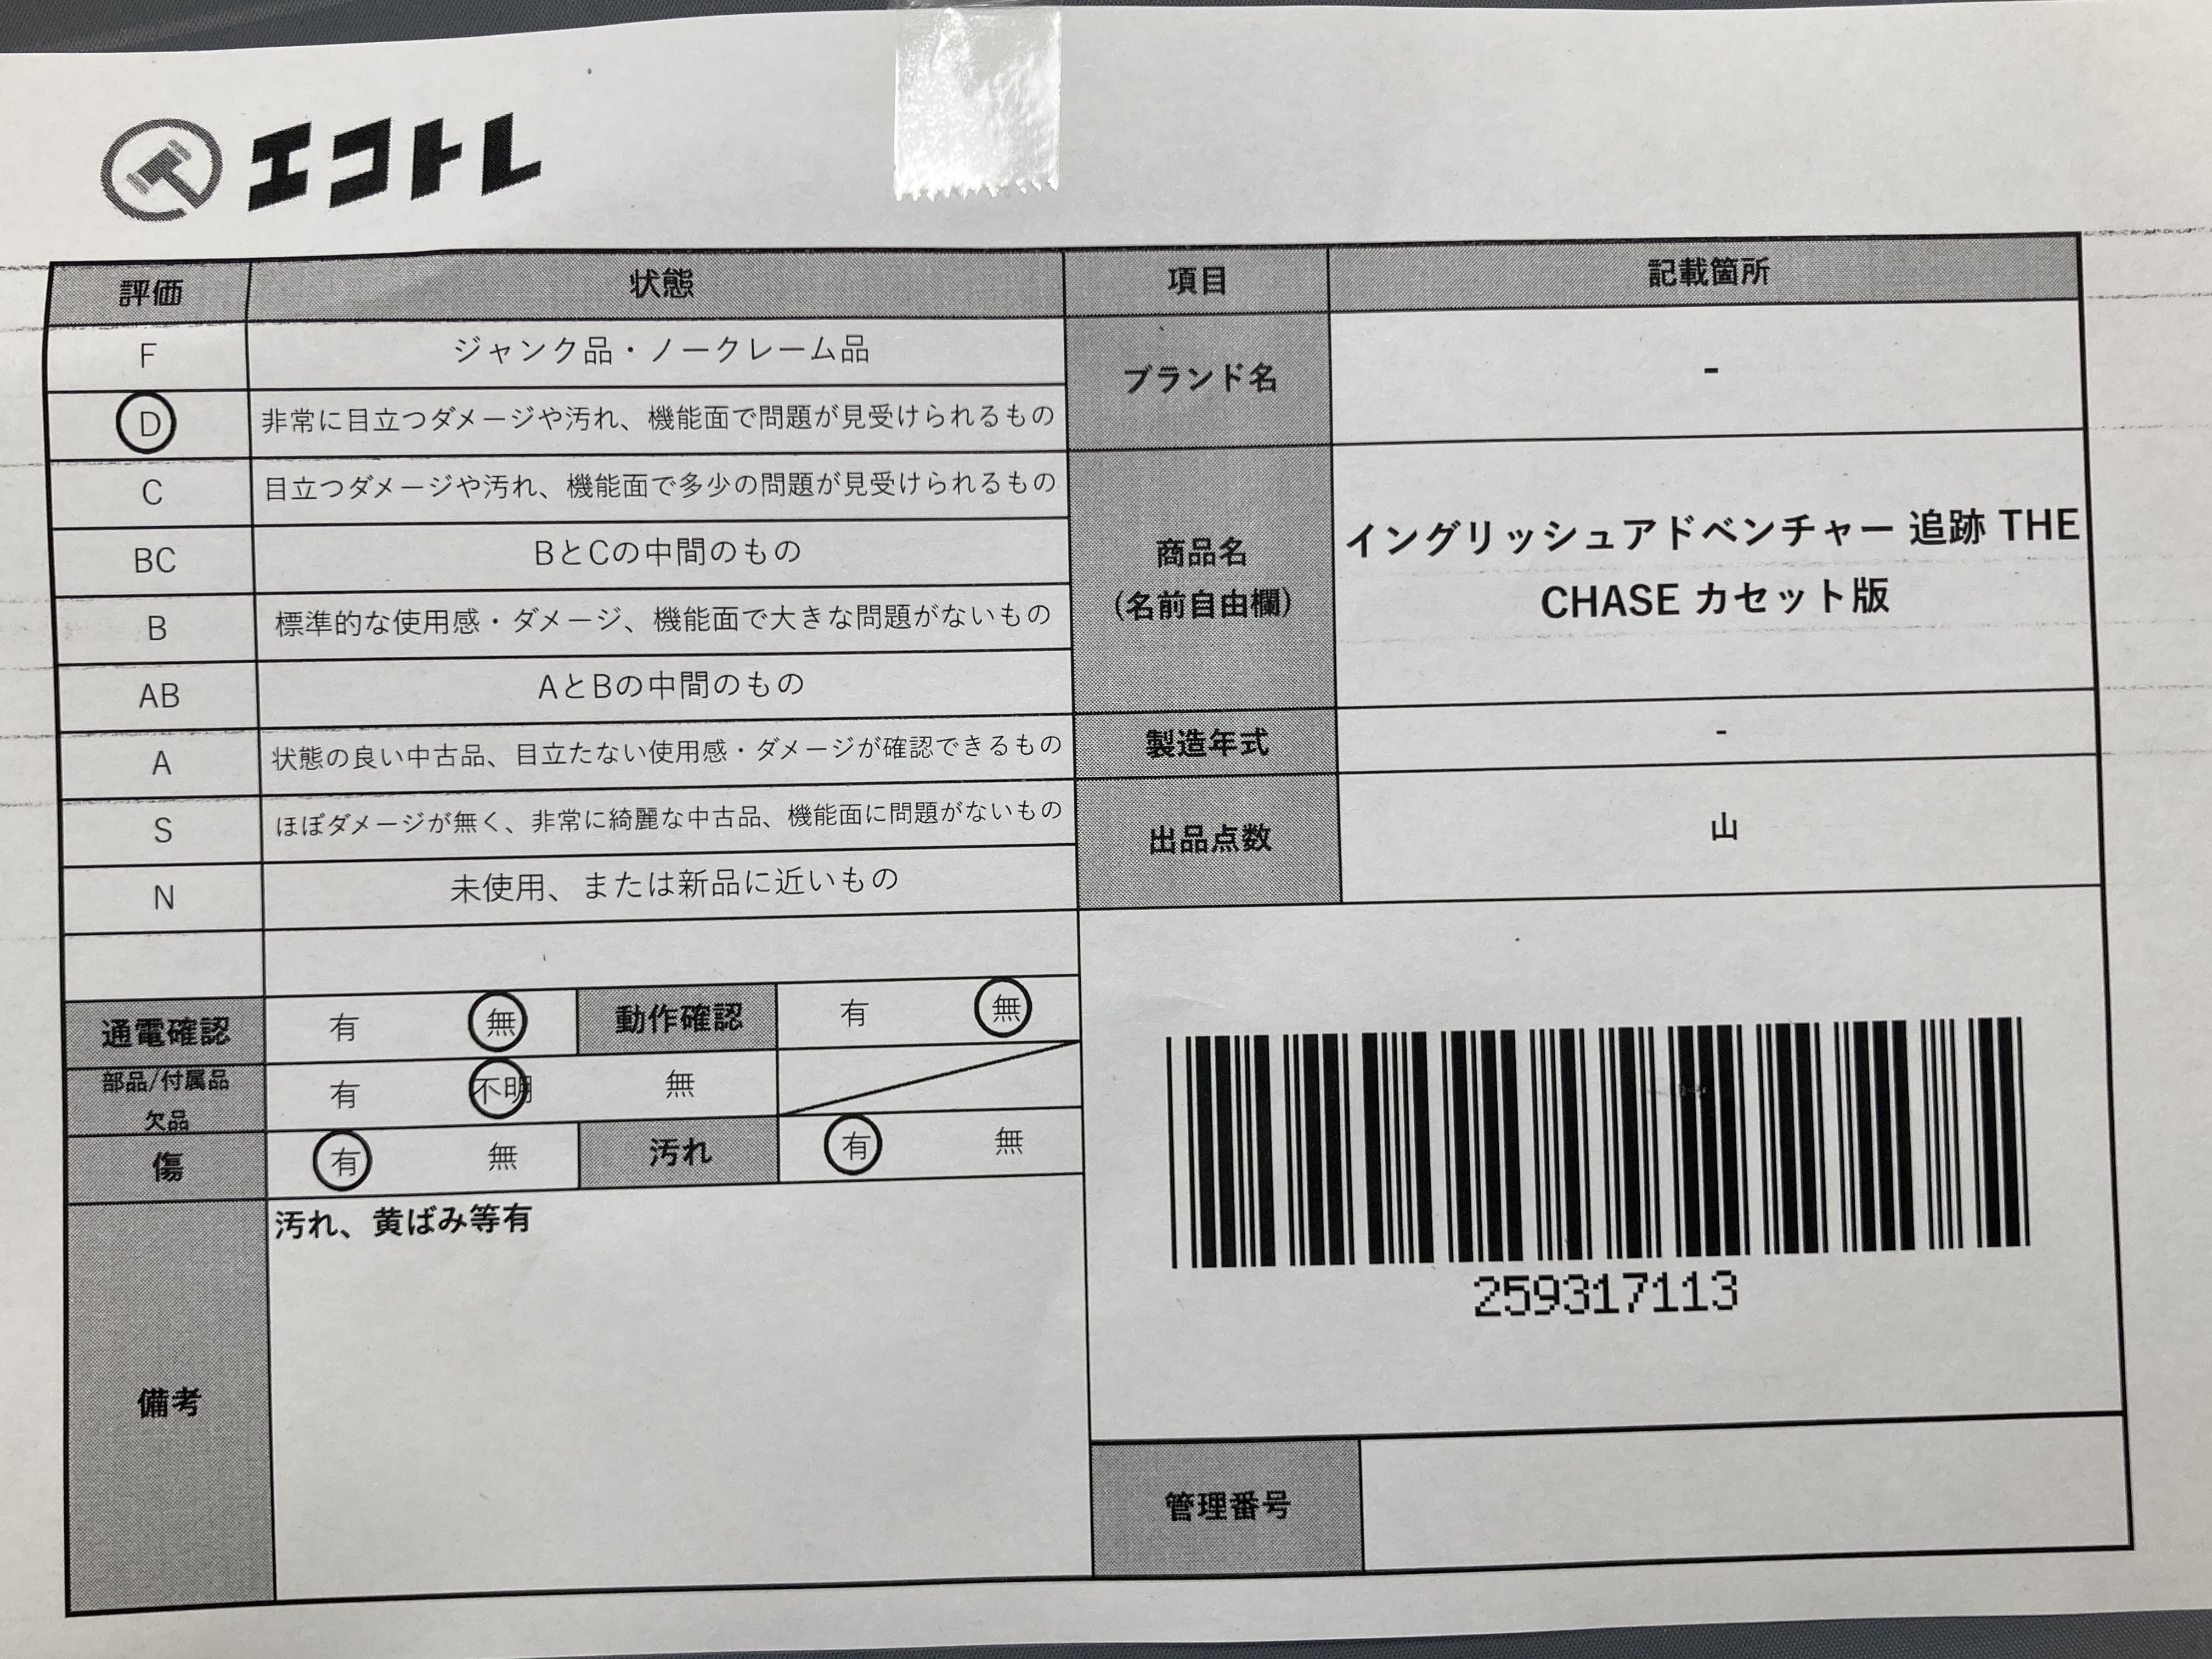 エコトレ
評価 状態 項目 記載箇所
F ジャンク品・ノークレーム品
D 非常に目立つダメージや汚れ、機能面で問題が見受けられるもの
ブランド名 -
C 目立つダメージや汚れ、機能面で多少の問題が見受けられるもの
BC BとCの中間のもの
B 標準的な使用感・ダメージ、機能面で大きな問題がないもの
AB AとBの中間のもの
商品名
(名前自由欄)
イングリッシュアドベンチャー 追跡 THE
CHASE カセット版
A 状態の良い中古品、目立たない使用感・ダメージが確認できるもの
製造年式 -
S ほぼダメージが無く、非常に綺麗な中古品、機能面に問題がないもの
N 未使用、または新品に近いもの
出品点数 山
通電確認 有 無 動作確認 有 無
部品/付属品
欠品
有 不明 無
傷 有 無 汚れ 有 無
備考
汚れ、黄ばみ等有
259317113
管理番号